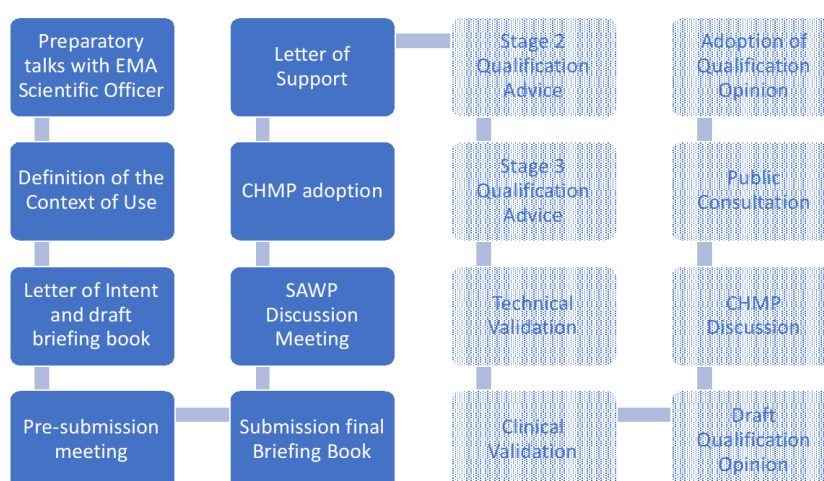 Preparatory
talks with EMA
Scientific Officer
Definition of the
Context of Use
Letter of Intent
and draft
briefing book
Pre-submission
meeting
Submission final
Briefing Book
SAWP
Discussion
Meeting
CHMP adoption
Letter of
Support
Stage 2
Qualification
Advice
Stage 3
Qualification
Advice
Technical
Validation
Clinical
Validation
Draft
Qualification
Opinion
CHMP
Discussion
Public
Consultation
Adoption of
Qualification
Opinion